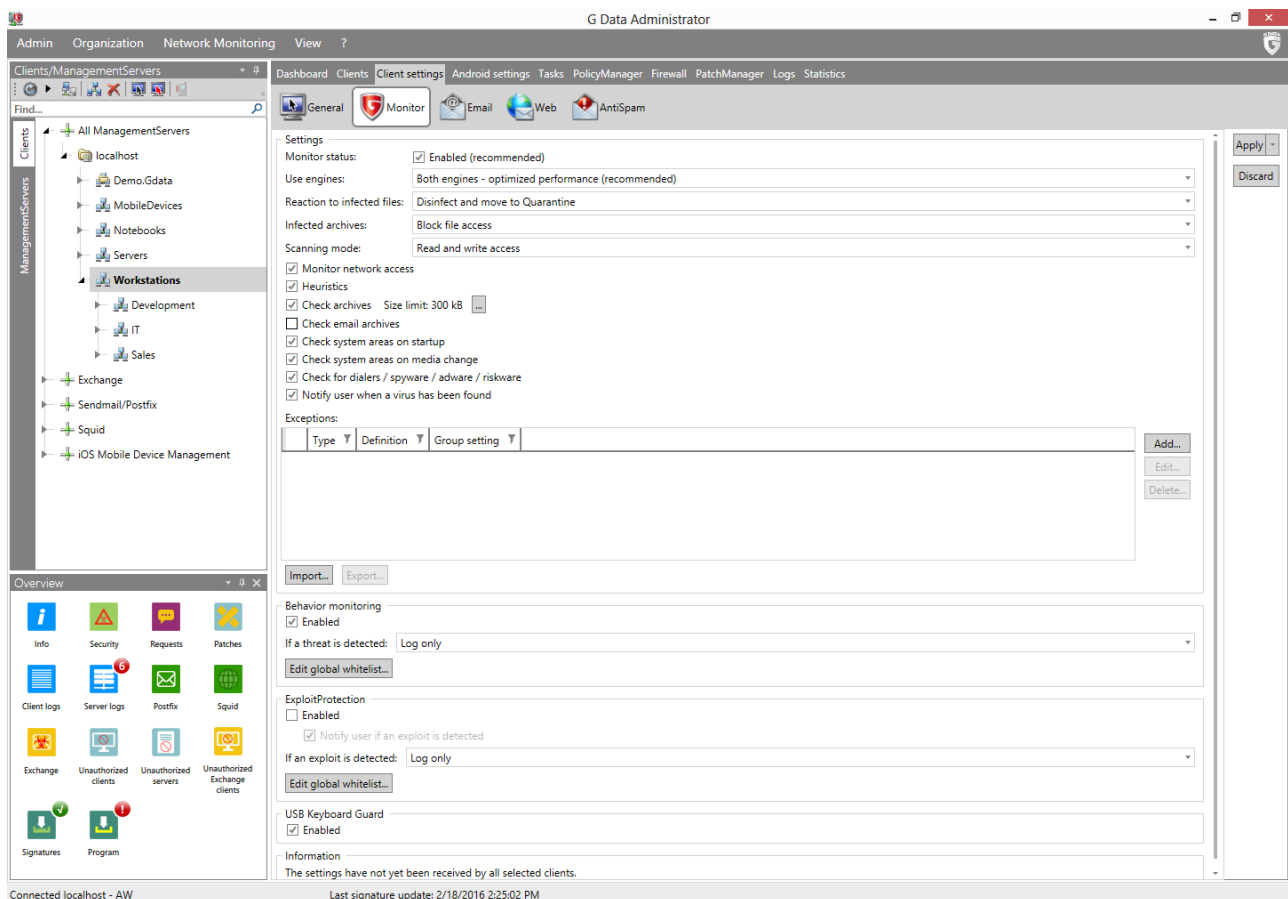 G Data Administrator
Admin Organization Network Monitoring View ?
G DATA
Clients/ManagementServers
Find...
Clients
ManagementServers
All ManagementServers
localhost
Demo.Gdata
MobileDevices
Notebooks
Servers
Workstations
Development
IT
Sales
Exchange
Sendmail/Postfix
Squid
iOS Mobile Device Management
Overview
Info
Security
Requests
Patches
Client logs
6
Server logs
Postfix
Squid
Exchange
Unauthorized
clients
Unauthorized
servers
Unauthorized
Exchange
clients
Signatures
Program
Dashboard Clients Client settings Android settings Tasks PolicyManager Firewall PatchManager Logs Statistics
General Monitor Email Web AntiSpam
Settings
Monitor status: Enabled (recommended)
Use engines: Both engines - optimized performance (recommended)
Reaction to infected files: Disinfect and move to Quarantine
Infected archives: Block file access
Scanning mode: Read and write access
Monitor network access
Heuristics
Check archives Size limit: 300 kB ...
Check email archives
Check system areas on startup
Check system areas on media change
Check for dialers / spyware / adware / riskware
Notify user when a virus has been found
Exceptions:
Type Definition Group setting
Add...
Edit...
Delete...
Import... Export...
Behavior monitoring
Enabled
If a threat is detected: Log only
Edit global whitelist...
ExploitProtection
Enabled
Notify user if an exploit is detected
If an exploit is detected: Log only
Edit global whitelist...
USB Keyboard Guard
Enabled
Information
The settings have not yet been received by all selected clients.
Apply
Discard
Connected localhost - AW
Last signature update: 2/18/2016 2:25:02 PM